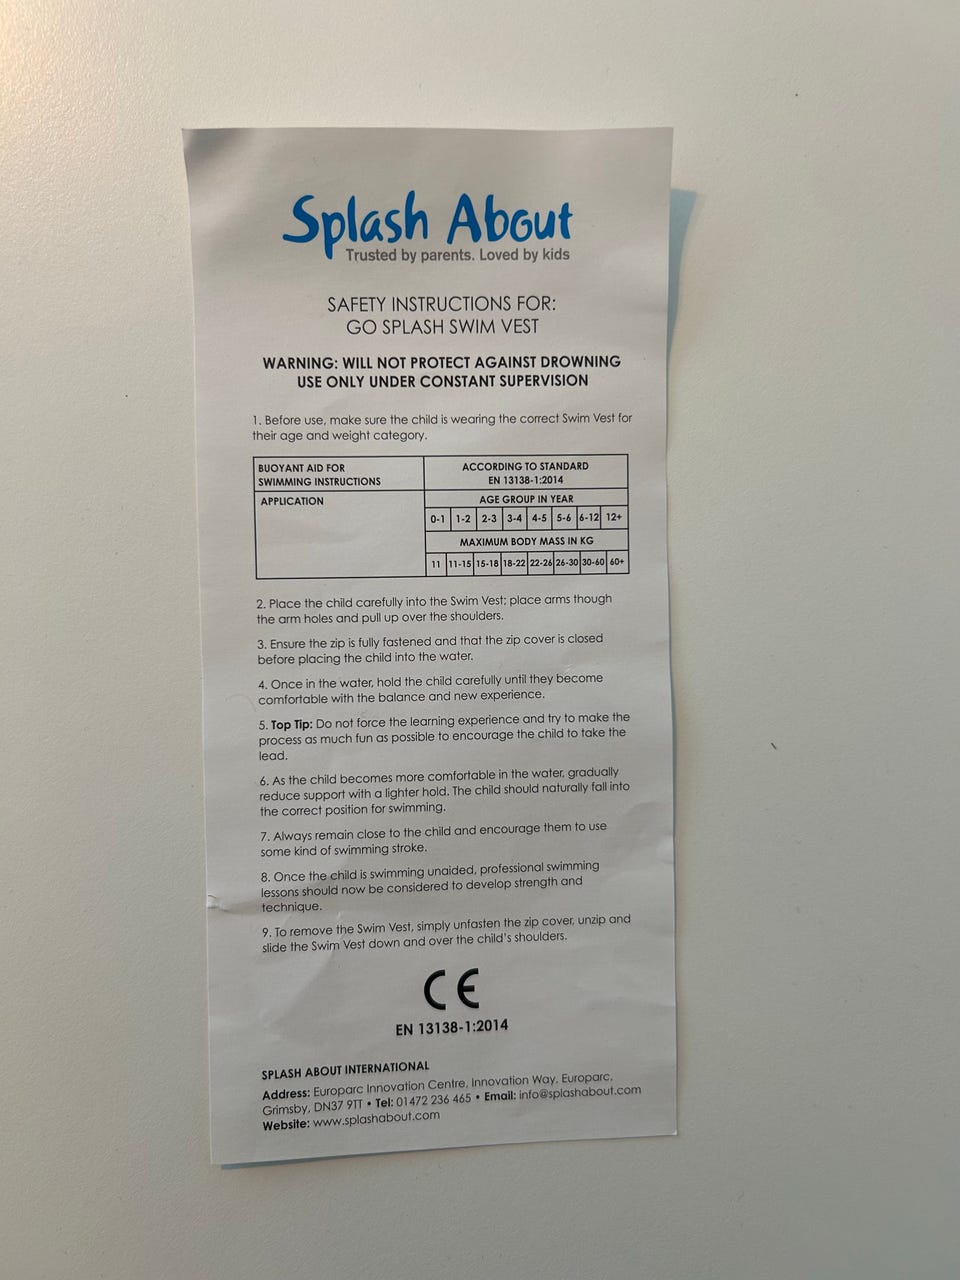 Splash About
Trusted by parents. Loved by kids
SAFETY INSTRUCTIONS FOR:
GO SPLASH SWIM VEST
WARNING: WILL NOT PROTECT AGAINST DROWNING
USE ONLY UNDER CONSTANT SUPERVISION
1. Before use, make sure the child is wearing the correct Swim Vest for
their age and weight category.
BUOYANT AID FOR
SWIMMING INSTRUCTIONS
ACCORDING TO STANDARD
EN 13138-1:2014
APPLICATION
AGE GROUP IN YEAR
0-1 1-2 2-3 3-4 4-5 5-6 6-12 12+
MAXIMUM BODY MASS IN KG
11 11-15 15-18 18-22 22-26 26-30 30-60 60+
2. Place the child carefully into the Swim Vest; place arms though
the arm holes and pull up over the shoulders.
3. Ensure the zip is fully fastened and that the zip cover is closed
before placing the child into the water.
4. Once in the water, hold the child carefully until they become
comfortable with the balance and new experience.
5. Top Tip: Do not force the learning experience and try to make the
process as much fun as possible to encourage the child to take the
lead.
6. As the child becomes more comfortable in the water, gradually
reduce support with a lighter hold. The child should naturally fall into
the correct position for swimming.
7. Always remain close to the child and encourage them to use
some kind of swimming stroke.
8. Once the child is swimming unaided, professional swimming
lessons should now be considered to develop strength and
technique.
9. To remove the Swim Vest, simply unfasten the zip cover, unzip and
slide the Swim Vest down and over the child's shoulders.
CE
EN 13138-1:2014
SPLASH ABOUT INTERNATIONAL
Address: Europarc Innovation Centre, Innovation Way, Europarc,
Grimsby, DN37 9TT • Tel: 01472 236 465 • Email: info@splashabout.com
Website: www.splashabout.com